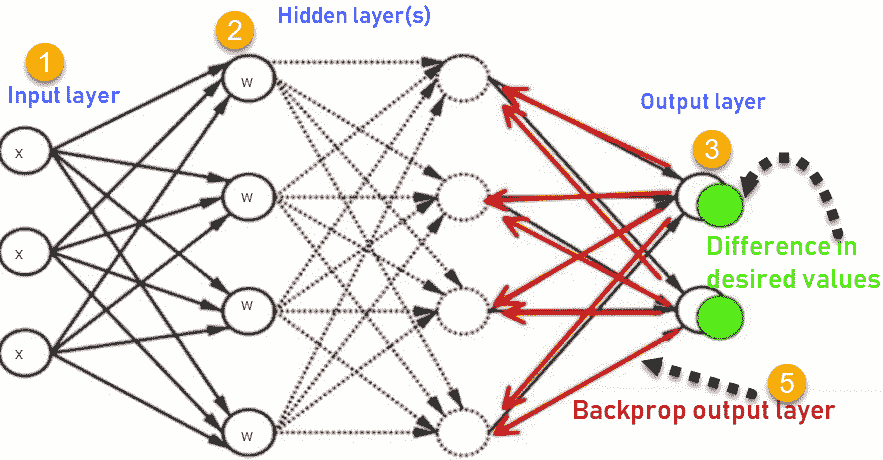 2
Hidden layer(s)
1
Input layer
Output layer
3
x
x
x
w
w
w
w
Difference in
desired values
5
Backprop output layer